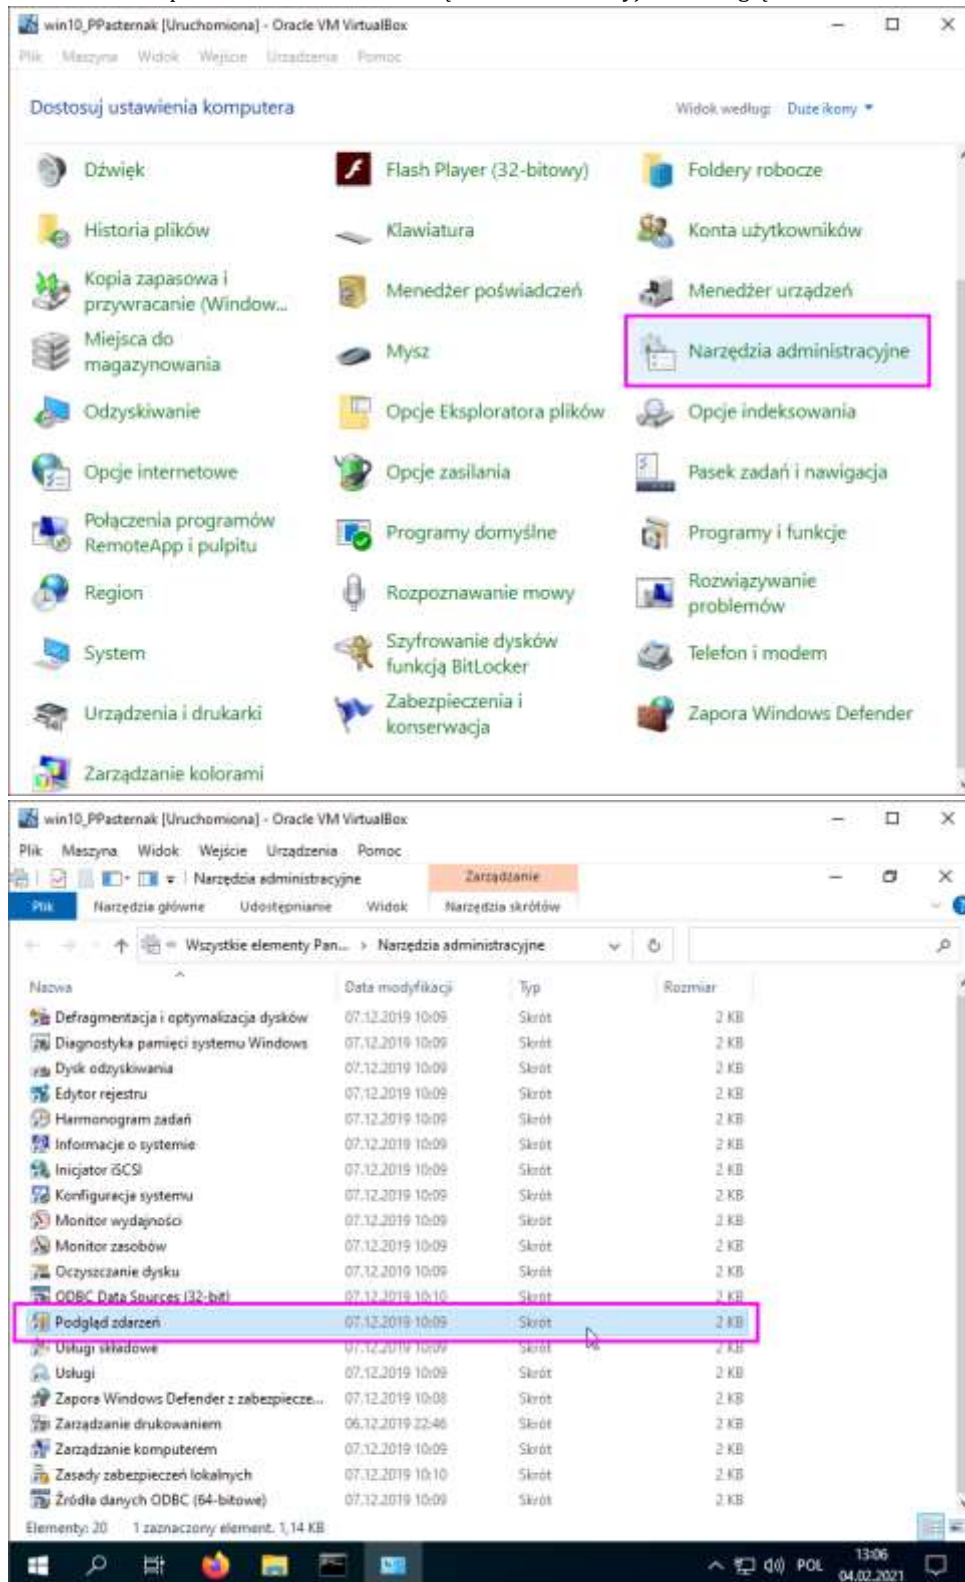 win10_PPasternak [Uruchomiona] - Oracle VM VirtualBox
Plik Maszyna Widok Wejście Urządzenia Pomoc
Dostosuj ustawienia komputera
Widok według: Duże ikony
Dźwięk
Flash Player (32-bitowy)
Foldery robocze
Historia plików
Klawiatura
Konta użytkowników
Kopia zapasowa i
przywracanie (Window...
Menedżer poświadczeń
Menedżer urządzeń
Miejsca do
magazynowania
Mysz
Narzędzia administracyjne
Odzyskiwanie
Opcje Eksploratora plików
Opcje indeksowania
Opcje internetowe
Opcje zasilania
Pasek zadań i nawigacja
Połączenia programów
RemoteApp i pulpitu
Programy domyślne
Programy i funkcje
Region
Rozpoznawanie mowy
Rozwiązywanie
problemów
System
Szyfrowanie dysków
funkcją BitLocker
Telefon i modem
Urządzenia i drukarki
Zabezpieczenia i
konserwacja
Zapora Windows Defender
Zarządzanie kolorami
win10_PPasternak [Uruchomiona] - Oracle VM VirtualBox
Plik Maszyna Widok Wejście Urządzenia Pomoc
Narzędzia administracyjne Zarządzanie
Plik Narzędzia główne Udostępnianie Widok Narzędzia skrótów
Wszystkie elementy Pan... > Narzędzia administracyjne
Nazwa Data modyfikacji Typ Rozmiar
Defragmentacja i optymalizacja dysków 07.12.2019 10:09 Skrót 2 KB
Diagnostyka pamięci systemu Windows 07.12.2019 10:09 Skrót 2 KB
Dysk odzyskiwania 07.12.2019 10:09 Skrót 2 KB
Edytor rejestru 07.12.2019 10:09 Skrót 2 KB
Harmonogram zadań 07.12.2019 10:09 Skrót 2 KB
Informacje o systemie 07.12.2019 10:09 Skrót 2 KB
Inicjator iSCSI 07.12.2019 10:09 Skrót 2 KB
Konfiguracja systemu 07.12.2019 10:09 Skrót 2 KB
Monitor wydajności 07.12.2019 10:09 Skrót 2 KB
Monitor zasobów 07.12.2019 10:09 Skrót 2 KB
Oczyszczanie dysku 07.12.2019 10:09 Skrót 2 KB
ODBC Data Sources (32-bit) 07.12.2019 10:10 Skrót 2 KB
Podgląd zdarzeń 07.12.2019 10:09 Skrót 2 KB
Usługi składowe 07.12.2019 10:09 Skrót 2 KB
Usługi 07.12.2019 10:09 Skrót 2 KB
Zapora Windows Defender z zabezpiecze... 07.12.2019 10:08 Skrót 2 KB
Zarządzanie drukowaniem 06.12.2019 22:46 Skrót 2 KB
Zarządzanie komputerem 07.12.2019 10:09 Skrót 2 KB
Zasady zabezpieczeń lokalnych 07.12.2019 10:10 Skrót 2 KB
Źródła danych ODBC (64-bitowe) 07.12.2019 10:09 Skrót 2 KB
Elementy: 20 1 zaznaczony element. 1,14 KB
POL 13:06
04.02.2021